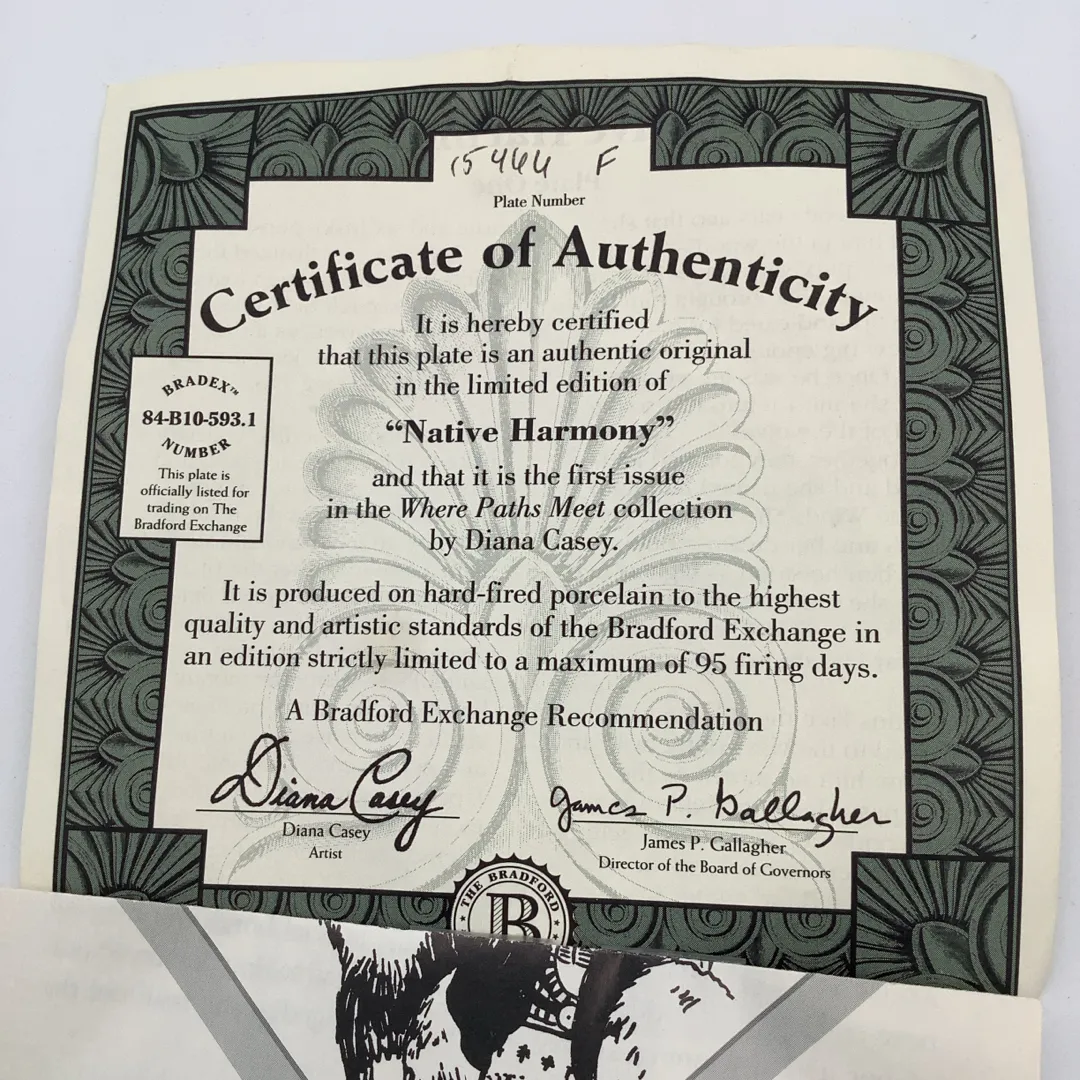 15464 F
Plate Number
Certificate of Authenticity
It is hereby certified
that this plate is an authentic original
in the limited edition of
“Native Harmony”
and that it is the first issue
in the Where Paths Meet collection
by Diana Casey.
BRADEX™
84-B10-593.1
NUMBER
This plate is
officially listed for
trading on The
Bradford Exchange
It is produced on hard-fired porcelain to the highest
quality and artistic standards of the Bradford Exchange in
an edition strictly limited to a maximum of 95 firing days.
A Bradford Exchange Recommendation
Diana Casey
Diana Casey
Artist
James P. Gallagher
James P. Gallagher
Director of the Board of Governors
THE BRADFORD
B